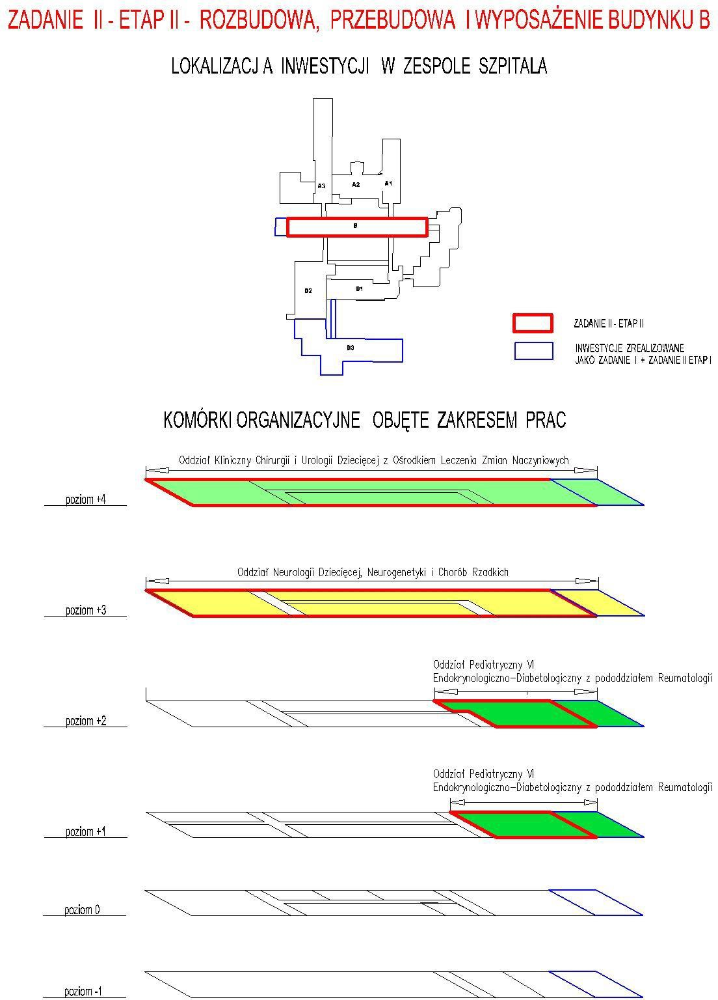 ZADANIE II - ETAP II - ROZBUDOWA, PRZEBUDOWA I WYPOSAŻENIE BUDYNKU B
LOKALIZACJ A INWESTYCJI W ZESPOLE SZPITALA
A3
A2
A1
B
D2
D1
D3
ZADANIE II - ETAP II
INWESTYCJE ZREALIZOWANE
JAKO ZADANIE I + ZADANIE II ETAP I
KOMÓRKI ORGANIZACYJNE OBJĘTE ZAKRESEM PRAC
Oddział Kliniczny Chirurgii i Urologii Dziecięcej z Ośrodkiem Leczenia Zmian Naczyniowych
poziom +4
Oddział Neurologii Dziecięcej, Neurogenetyki i Chorób Rzadkich
poziom +3
Oddział Pediatryczny VI
Endokrynologiczno-Diabetologiczny z pododdziałem Reumatologii
poziom +2
Oddział Pediatryczny VI
Endokrynologiczno-Diabetologiczny z pododdziałem Reumatologii
poziom +1
poziom 0
poziom -1